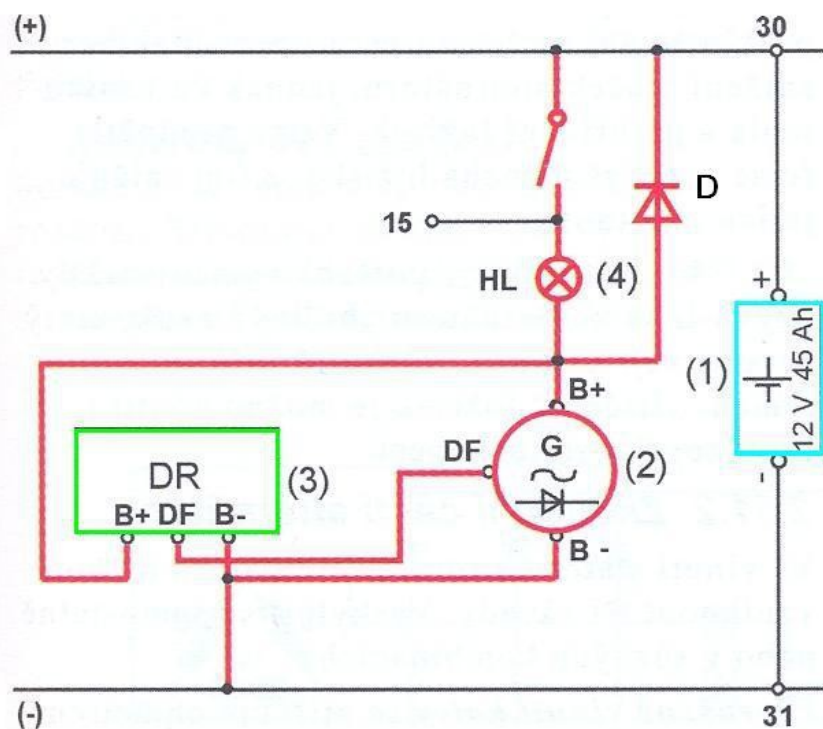 (+)
30
D
15
HL
(4)
+
B+
(1)
12 V 45 Ah
DF
G
(2)
DR
(3)
B+ DF B-
B -
-
(-)
31